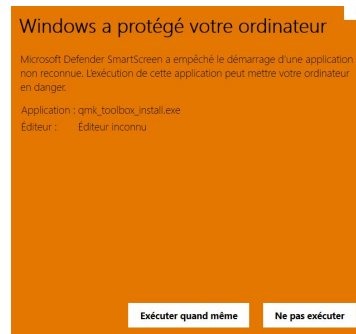 Windows a protégé votre ordinateur
Microsoft Defender SmartScreen a empêché le démarrage d'une application
non reconnue. L'exécution de cette application peut mettre votre ordinateur
en danger.
Application : qmk_toolbox_install.exe
Éditeur : Éditeur inconnu
Exécuter quand même Ne pas exécuter